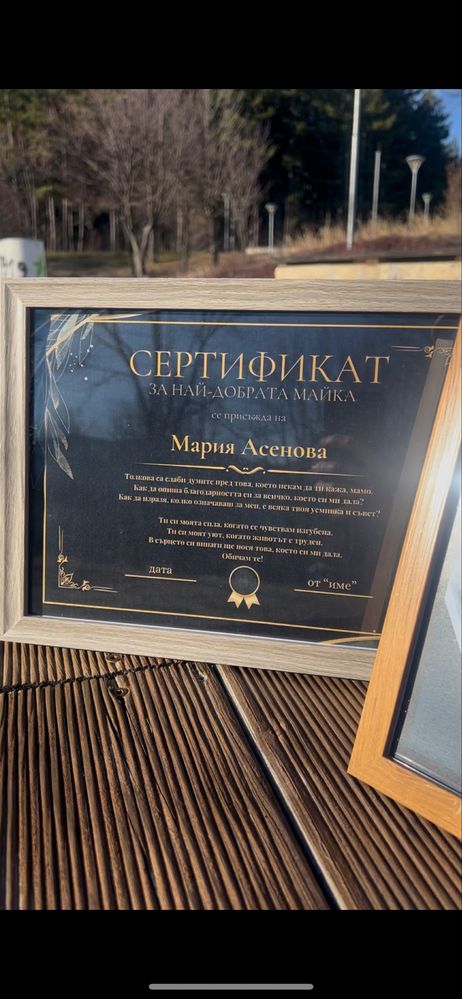 СЕРТИФИКАТ
ЗА НАЙ-ДОБРАТА МАЙКА
се присъжда на
Мария Асенова
Толкова са слаби думите пред това, което искам да ти кажа, мамо.
Как да опиша благодарността си за всичко, което си ми дала?
Как да изразя, колко означаваш за мен, е всяка твоя усмивка и съвет?
Ти си моята сила, когато се чувствам изгубена.
Ти си моят уют, когато животът е труден.
В сърцето си винаги ще нося това, което си ми дала.
Обичам те!
дата
от "име"